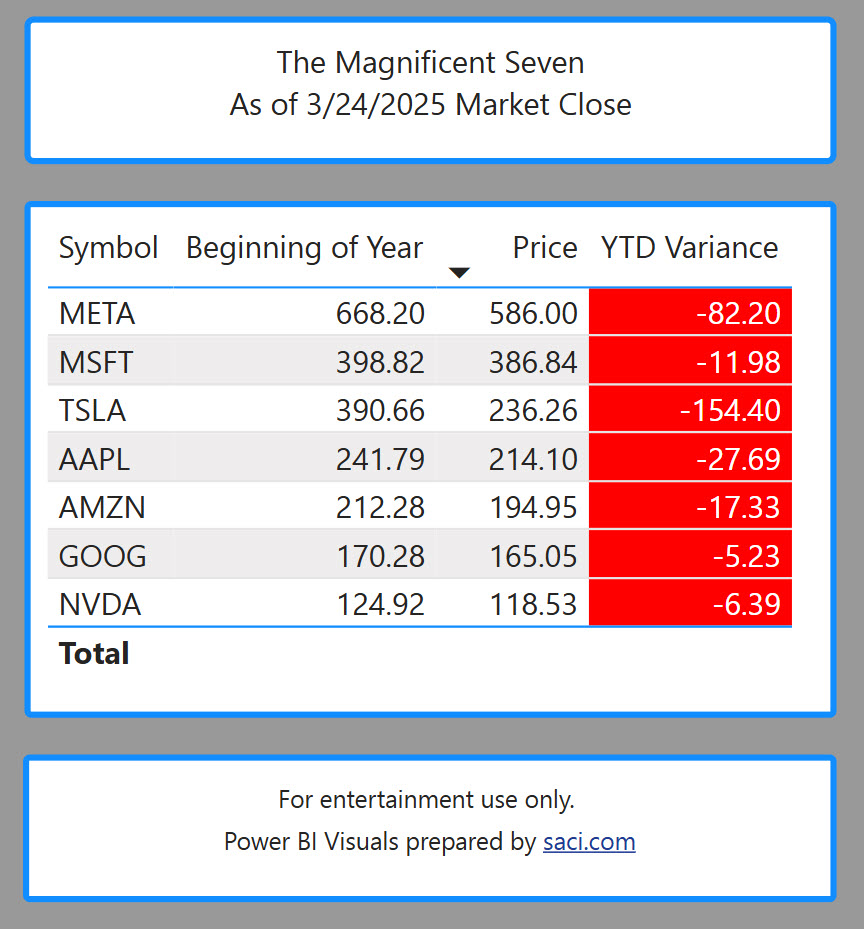 The Magnificent Seven
As of 3/24/2025 Market Close
Symbol Beginning of Year Price YTD Variance
META 668.20 586.00 -82.20
MSFT 398.82 386.84 -11.98
TSLA 390.66 236.26 -154.40
AAPL 241.79 214.10 -27.69
AMZN 212.28 194.95 -17.33
GOOG 170.28 165.05 -5.23
NVDA 124.92 118.53 -6.39
Total
For entertainment use only.
Power BI Visuals prepared by saci.com